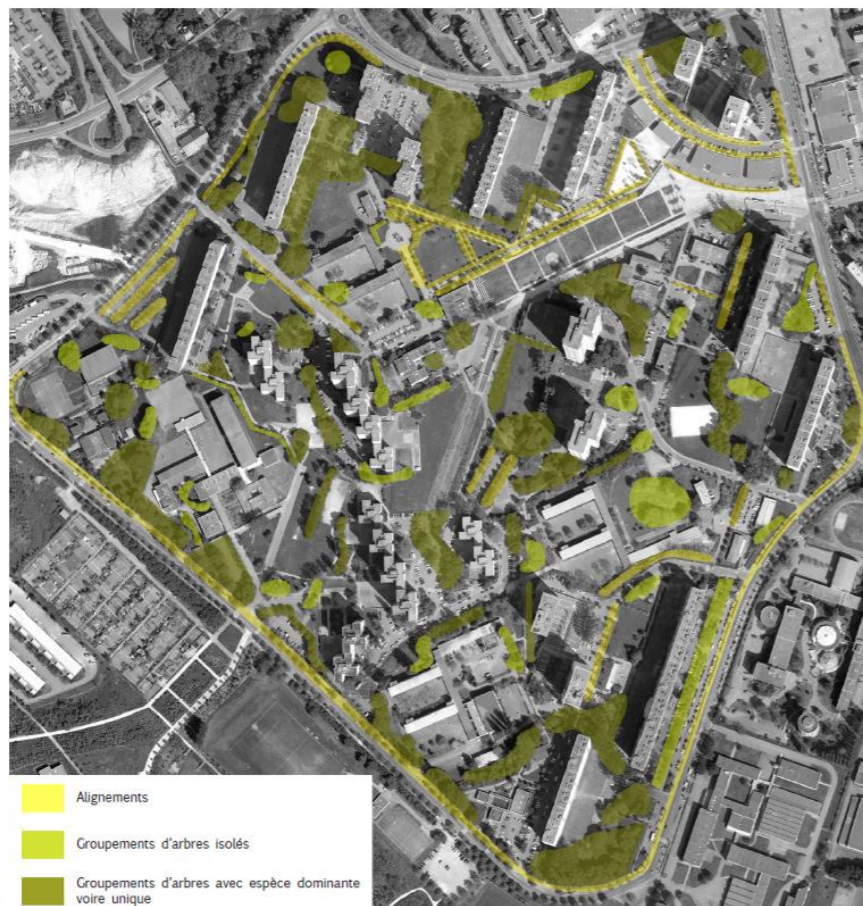 Alignements
Groupements d'arbres isolés
Groupements d'arbres avec espèce dominante
voire unique